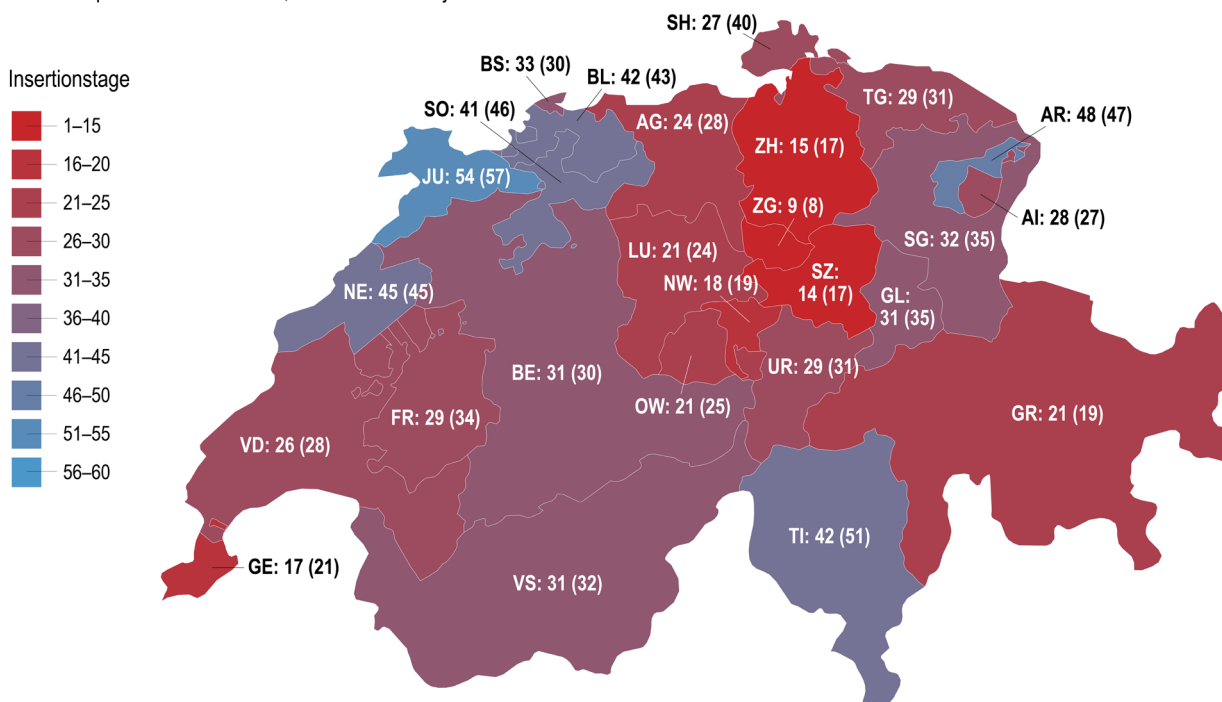 SH: 27 (40)
BS: 33 (30)
BL: 42 (43)
Insertionstage
SO: 41 (46)
TG: 29 (31)
AR: 48 (47)
AG: 24 (28)
1–15
ZH: 15 (17)
16–20
JU: 54 (57)
21–25
ZG: 9 (8)
AI: 28 (27)
26–30
SG: 32 (35)
LU: 21 (24)
31–35
NW: 18 (19)
SZ:
14 (17)
NE: 45 (45)
GL:
31 (35)
36–40
41–45
UR: 29 (31)
BE: 31 (30)
46–50
OW: 21 (25)
GR: 21 (19)
FR: 29 (34)
51–55
VD: 26 (28)
56–60
TI: 42 (51)
GE: 17 (21)
VS: 31 (32)